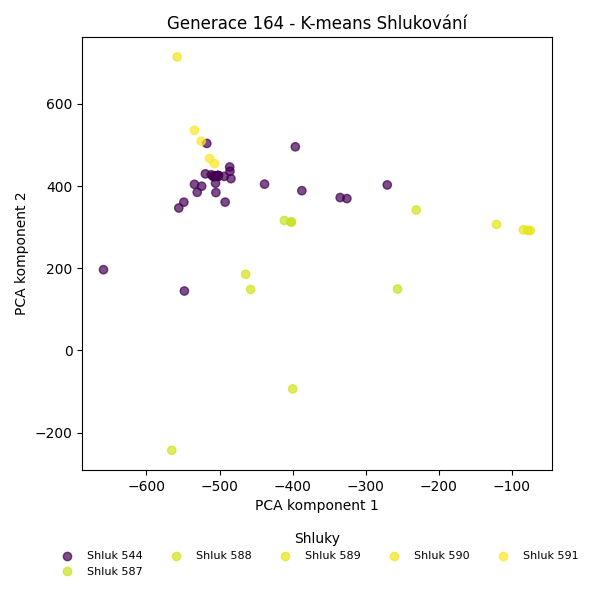 Generace 164 - K-means Shlukování
600
400
200
0
−200
−600
−500
−400
−300
−200
−100
PCA komponent 2
PCA komponent 1
Shluky
Shluk 544 Shluk 588 Shluk 589 Shluk 590 Shluk 591
Shluk 587